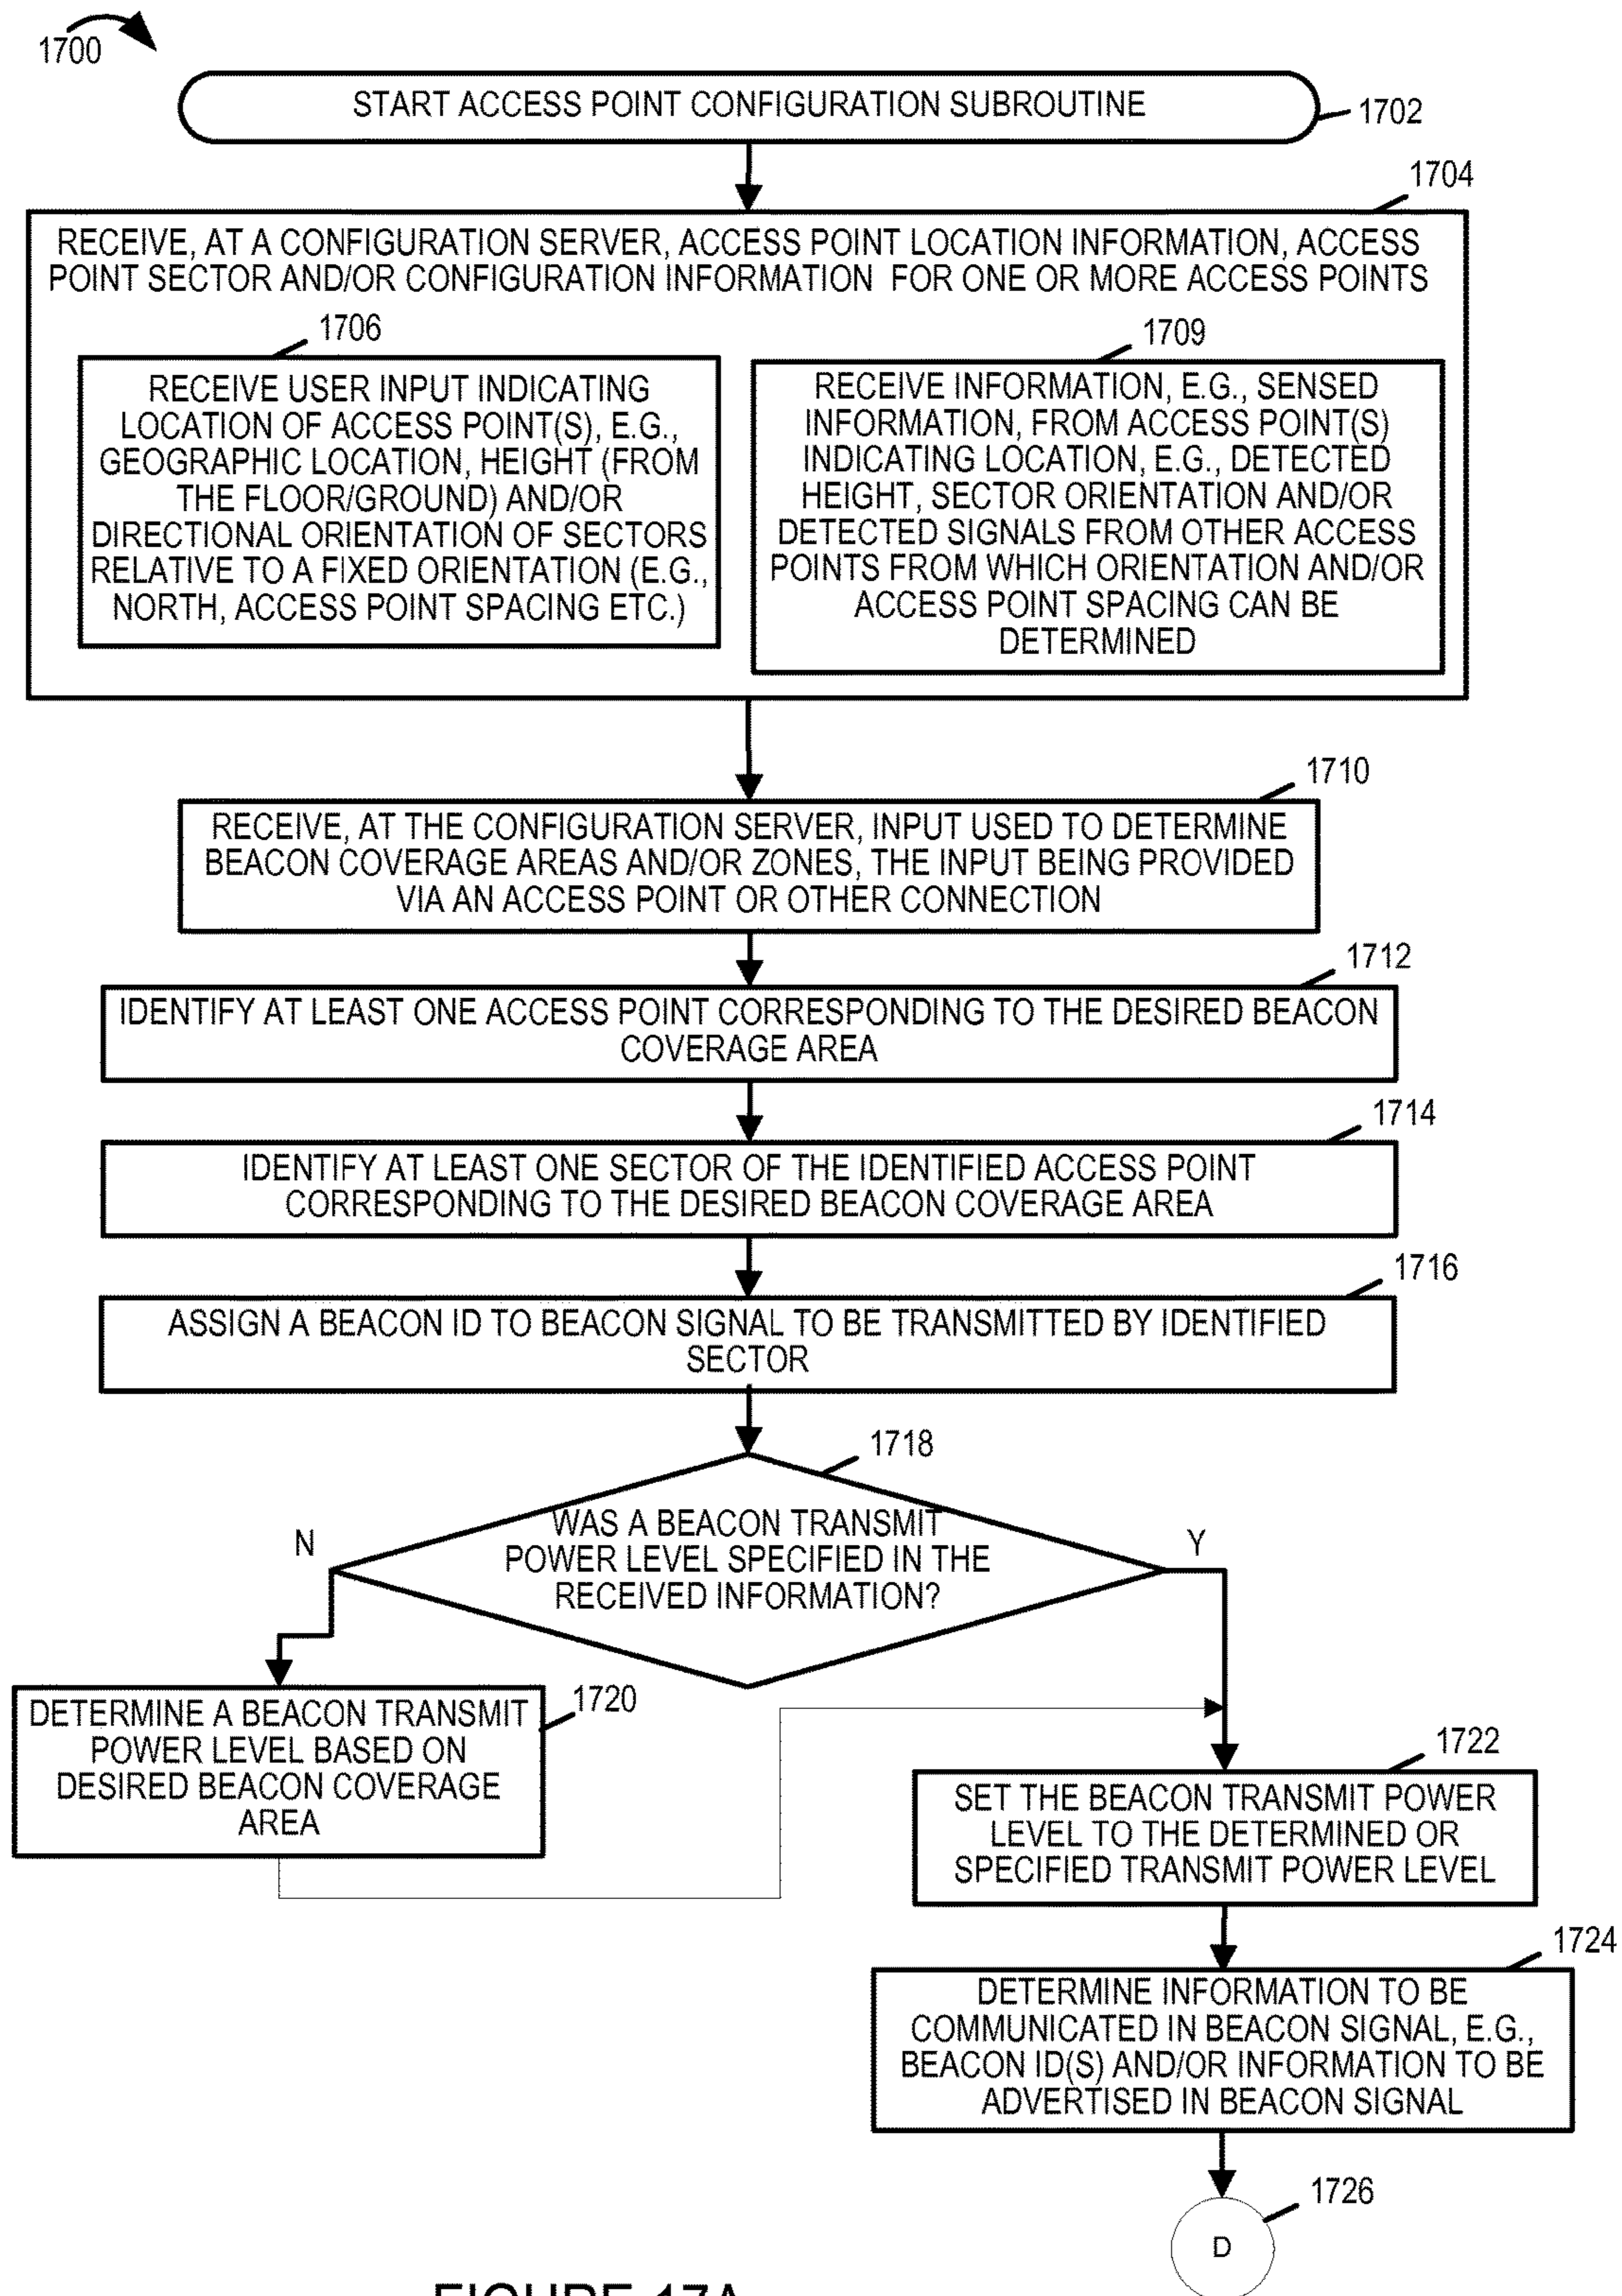 1700
START ACCESS POINT CONFIGURATION SUBROUTINE
1702
1704
RECEIVE, AT A CONFIGURATION SERVER, ACCESS POINT LOCATION INFORMATION, ACCESS
POINT SECTOR AND/OR CONFIGURATION INFORMATION FOR ONE OR MORE ACCESS POINTS
1706
RECEIVE USER INPUT INDICATING
LOCATION OF ACCESS POINT(S), E.G.,
GEOGRAPHIC LOCATION, HEIGHT (FROM
THE FLOOR/GROUND) AND/OR
DIRECTIONAL ORIENTATION OF SECTORS
RELATIVE TO A FIXED ORIENTATION (E.G.,
NORTH, ACCESS POINT SPACING ETC.)
1709
RECEIVE INFORMATION, E.G., SENSED
INFORMATION, FROM ACCESS POINT(S)
INDICATING LOCATION, E.G., DETECTED
HEIGHT, SECTOR ORIENTATION AND/OR
DETECTED SIGNALS FROM OTHER ACCESS
POINTS FROM WHICH ORIENTATION AND/OR
ACCESS POINT SPACING CAN BE
DETERMINED
1710
RECEIVE, AT THE CONFIGURATION SERVER, INPUT USED TO DETERMINE
BEACON COVERAGE AREAS AND/OR ZONES, THE INPUT BEING PROVIDED
VIA AN ACCESS POINT OR OTHER CONNECTION
1712
IDENTIFY AT LEAST ONE ACCESS POINT CORRESPONDING TO THE DESIRED BEACON
COVERAGE AREA
1714
IDENTIFY AT LEAST ONE SECTOR OF THE IDENTIFIED ACCESS POINT
CORRESPONDING TO THE DESIRED BEACON COVERAGE AREA
1716
ASSIGN A BEACON ID TO BEACON SIGNAL TO BE TRANSMITTED BY IDENTIFIED
SECTOR
1718
WAS A BEACON TRANSMIT
POWER LEVEL SPECIFIED IN THE
RECEIVED INFORMATION?
N
Y
1720
DETERMINE A BEACON TRANSMIT
POWER LEVEL BASED ON
DESIRED BEACON COVERAGE
AREA
1722
SET THE BEACON TRANSMIT POWER
LEVEL TO THE DETERMINED OR
SPECIFIED TRANSMIT POWER LEVEL
1724
DETERMINE INFORMATION TO BE
COMMUNICATED IN BEACON SIGNAL, E.G.,
BEACON ID(S) AND/OR INFORMATION TO BE
ADVERTISED IN BEACON SIGNAL
1726
D
FIGURE 17A